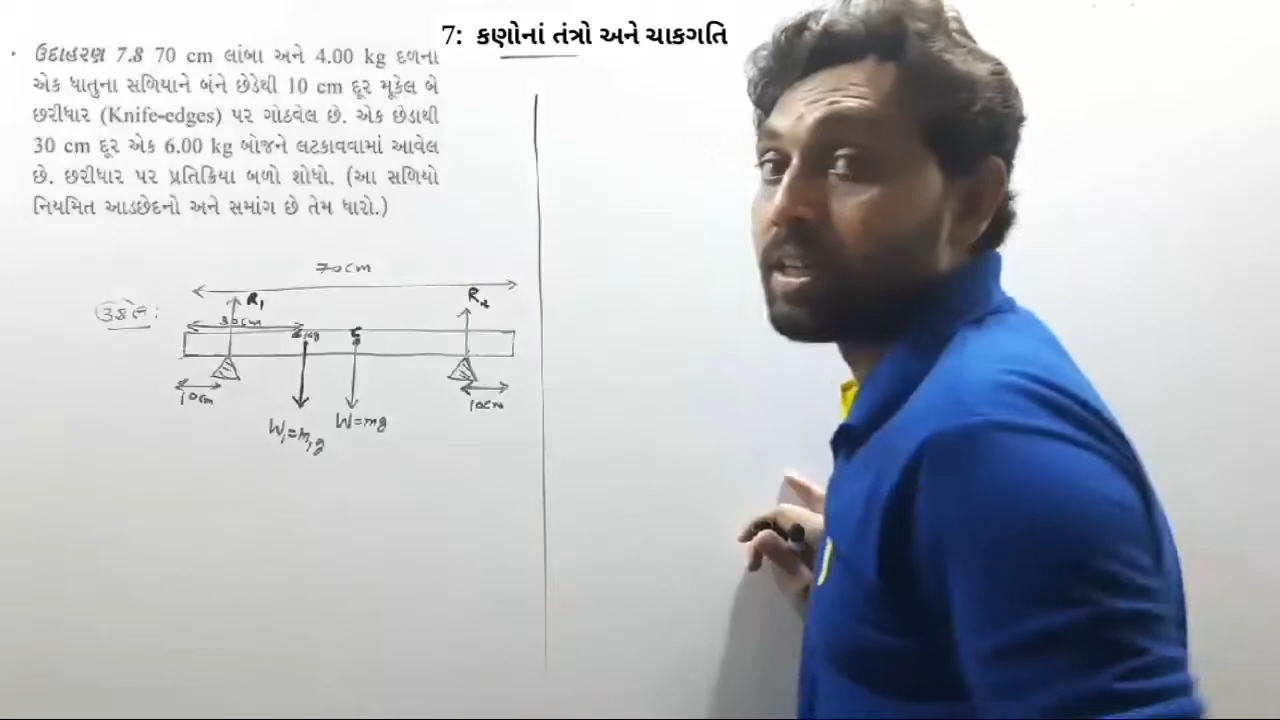 7: કણોનાં તંત્રો અને ચાકગતિ
ઉદાહરણ 7.8 70 cm લાંબા અને 4.00 kg દળના
એક ધાતુના સળિયાને બંને છેડેથી 10 cm દૂર મૂકેલ બે
છરીધાર (Knife-edges) પર ગોઠવેલ છે. એક છેડાથી
30 cm દૂર એક 6.00 kg બોજને લટકાવવામાં આવેલ
છે. છરીધાર પર પ્રતિક્રિયા બળો શોધો. (આ સળિયો
નિયમિત આડછેદનો અને સમાંગ છે તેમ ધારો.)
70cm
ઉકેલ:
R₁
R₂
30cm
10cm
10cm
W₁=m₁g
W=mg